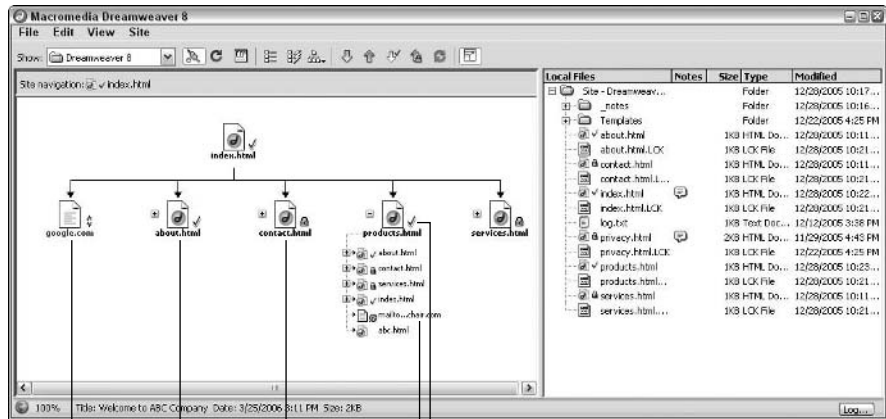 Macromedia Dreamweaver 8
File Edit View Site
Show: Dreamweaver 8
Site navigation: index.html
index.html
google.com
about.html
contact.html
products.html
services.html
about.html
contact.html
services.html
index.html
mailto...chair.com
abc.html
Local Files Notes Size Type Modified
Site - Dreamweav... Folder 12/28/2005 10:17...
_notes Folder 12/28/2005 10:16...
Templates Folder 12/22/2005 4:25 PM
about.html 1KB HTML Do... 12/28/2005 10:11...
about.html.LCK 1KB LCK File 12/28/2005 10:21...
contact.html 1KB HTML Do... 12/28/2005 10:11...
contact.html.L... 1KB LCK File 12/28/2005 10:21...
index.html 1KB HTML Do... 12/28/2005 10:22...
index.html.LCK 1KB LCK File 12/28/2005 10:21...
log.txt 1KB Text Doc... 12/12/2005 3:38 PM
privacy.html 2KB HTML Do... 11/29/2005 4:43 PM
privacy.html.LCK 1KB LCK File 12/22/2005 4:25 PM
products.html 1KB HTML Do... 12/28/2005 10:23...
products.html... 1KB LCK File 12/28/2005 10:21...
services.html 1KB HTML Do... 12/28/2005 10:11...
services.html.... 1KB LCK File 12/28/2005 10:21...
100% Title: Welcome to ABC Company Date: 3/25/2006 8:11 PM Size: 2KB
Log...